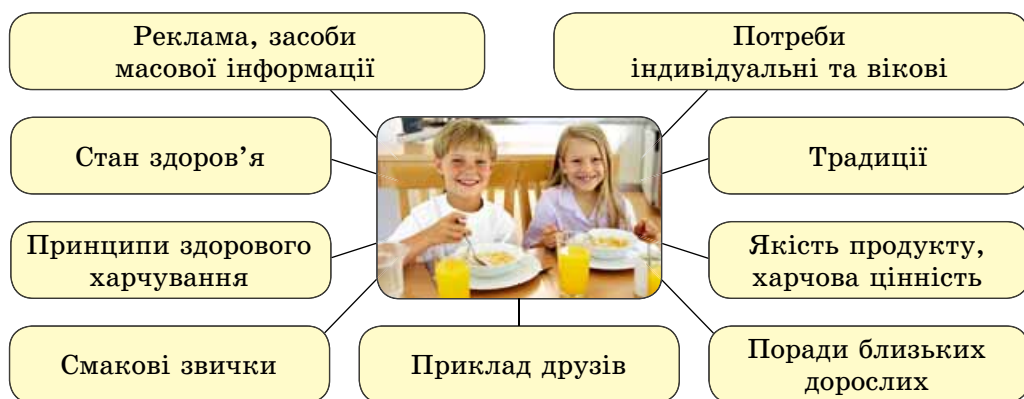 Реклама, засоби
масової інформації
Потреби
індивідуальні та вікові
Стан здоров’я
Традиції
Принципи здорового
харчування
Якість продукту,
харчова цінність
Смакові звички
Приклад друзів
Поради близьких
дорослих